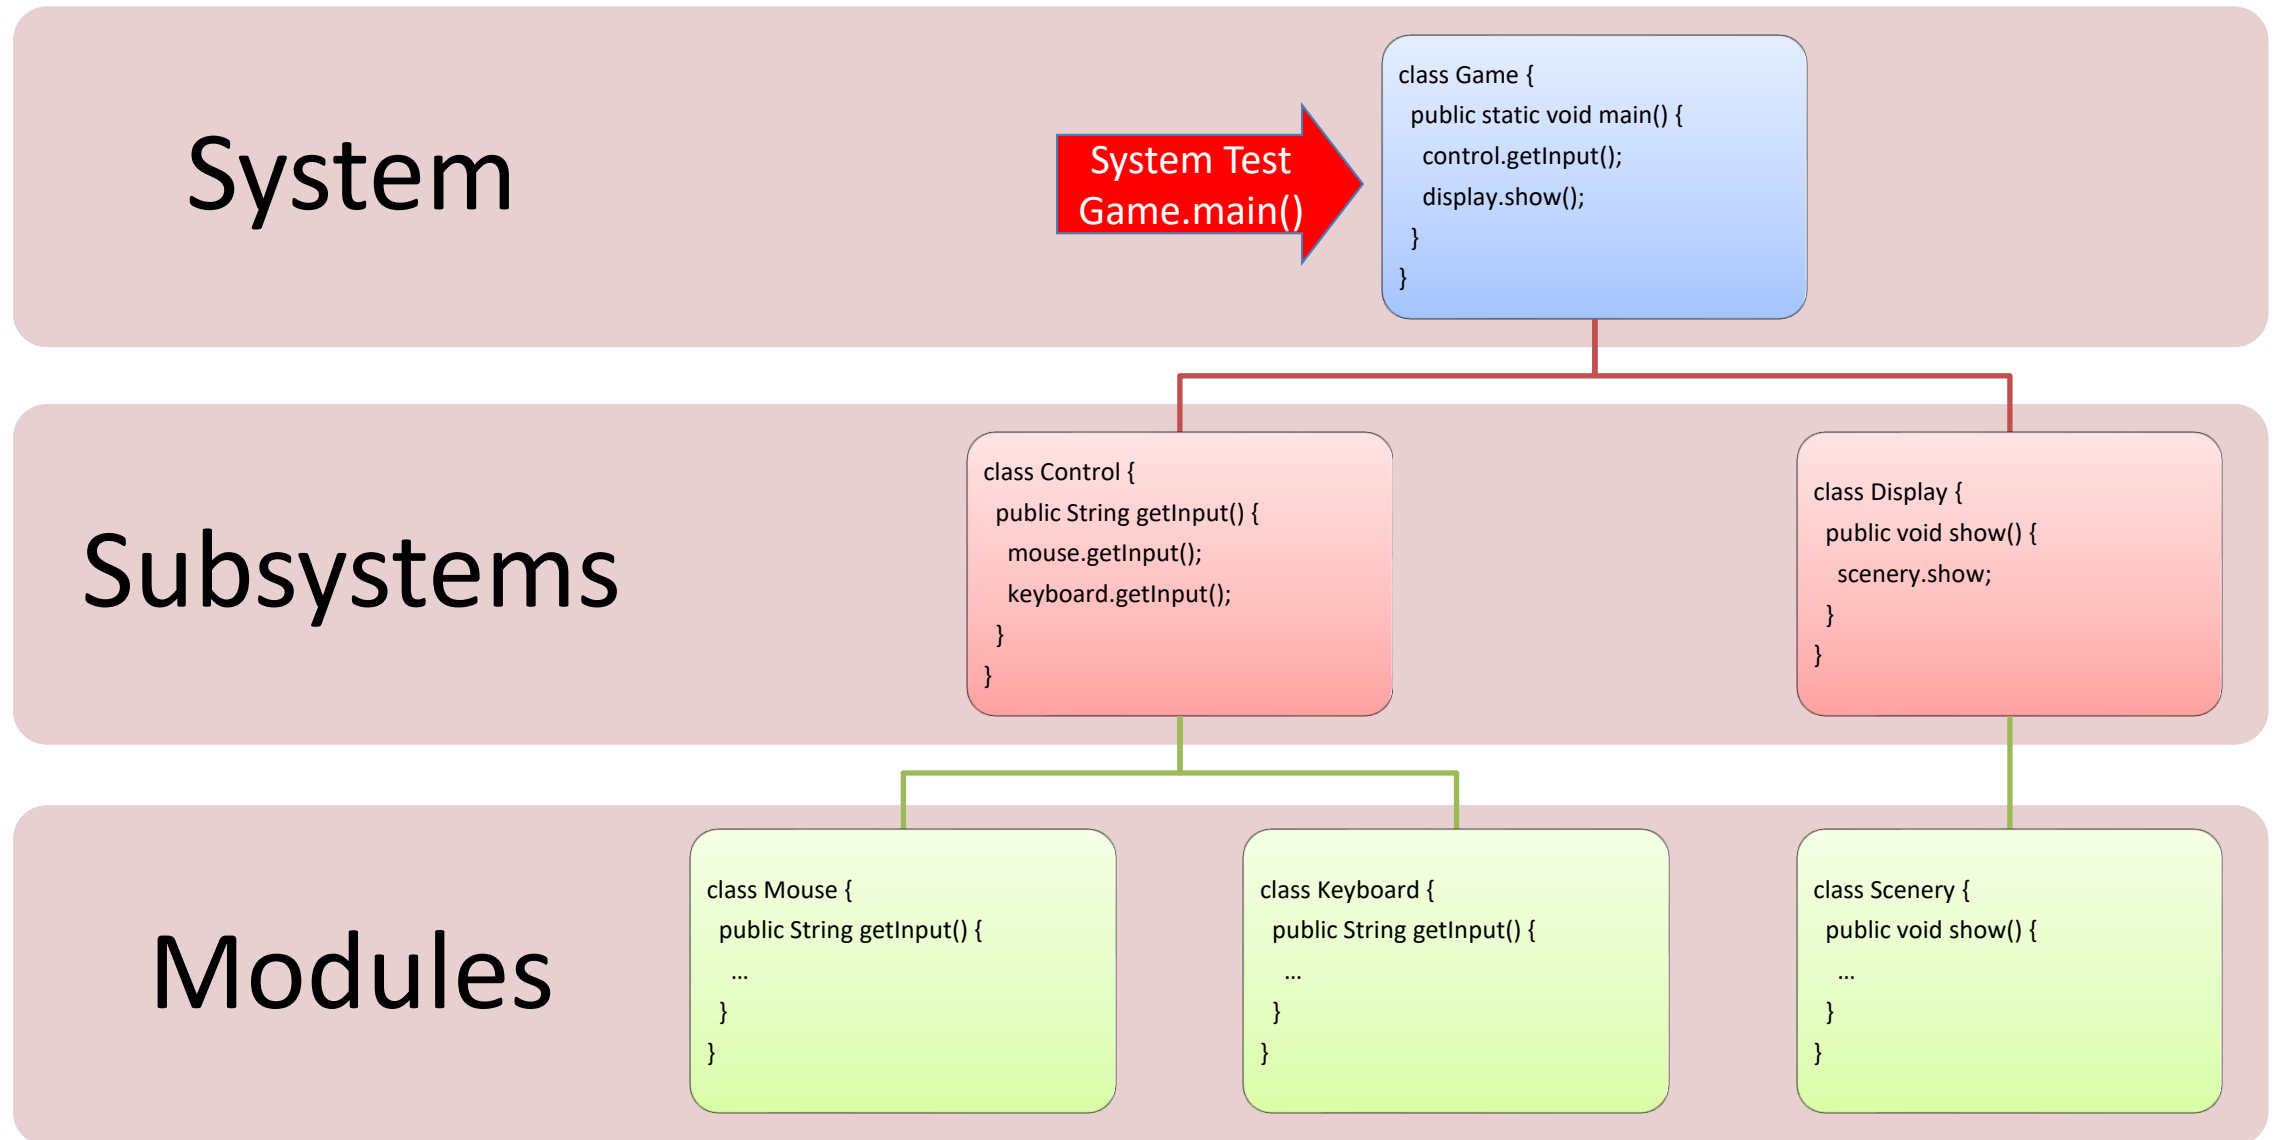 System
System Test
Game.main()
class Game {
public static void main() {
control.getInput();
display.show();
}
}
Subsystems
class Control {
public String getInput() {
mouse.getInput();
keyboard.getInput();
}
}
class Display {
public void show() {
scenery.show;
}
}
Modules
class Mouse {
public String getInput() {
...
}
}
class Keyboard {
public String getInput() {
...
}
}
class Scenery {
public void show() {
...
}
}